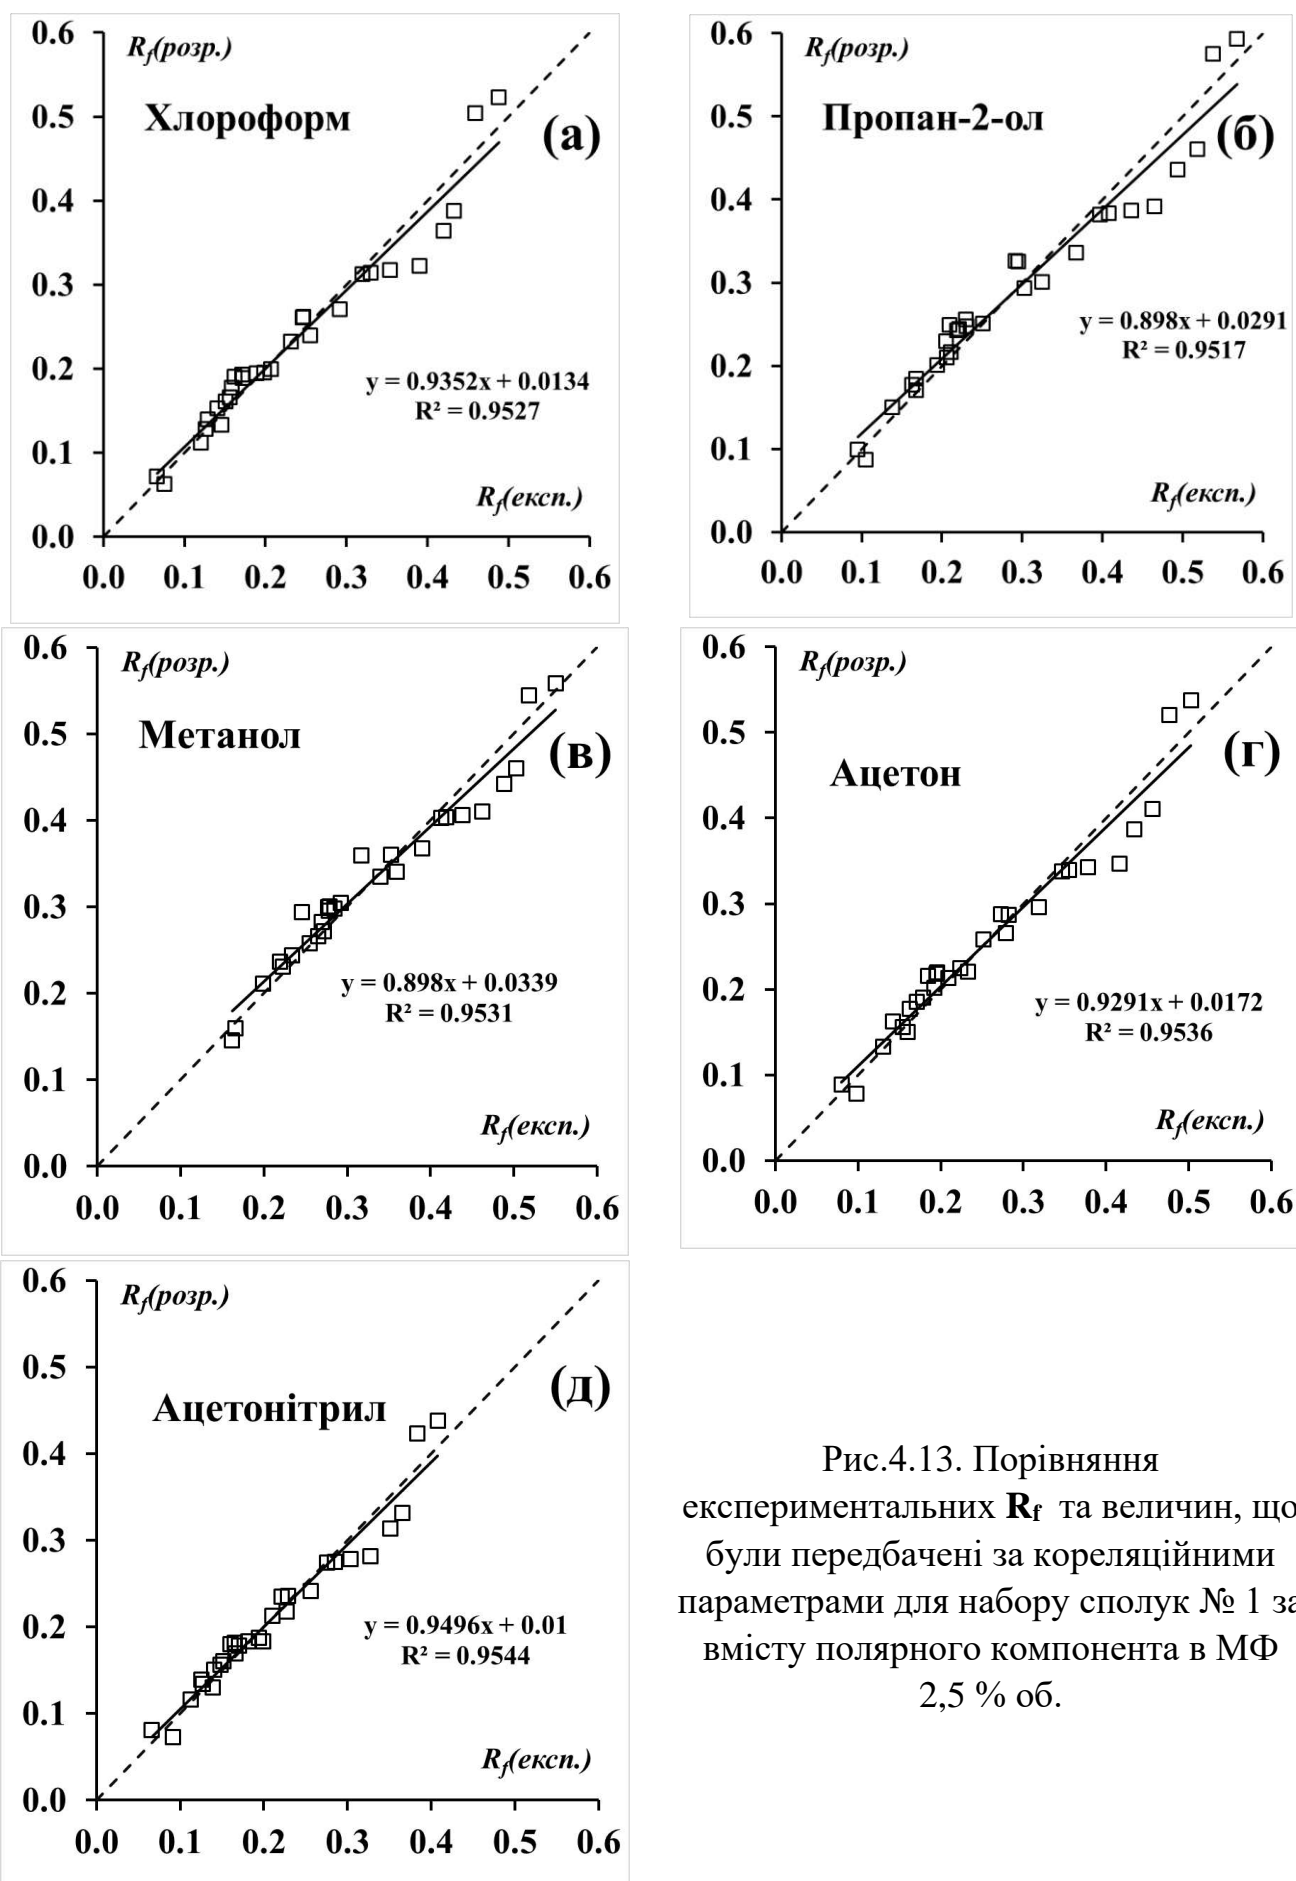 0.6
R_f(розр.)
Хлороформ
(а)
0.5
0.4
0.3
0.2
y = 0.9352x + 0.0134
R² = 0.9527
0.1
R_f(експ.)
0.0
0.0 0.1 0.2 0.3 0.4 0.5 0.6
0.6
R_f(розр.)
Пропан-2-ол
(б)
0.5
0.4
0.3
y = 0.898x + 0.0291
R² = 0.9517
0.2
0.1
R_f(експ.)
0.0
0.0 0.1 0.2 0.3 0.4 0.5 0.6
0.6
R_f(розр.)
Метанол
(в)
0.5
0.4
0.3
y = 0.898x + 0.0339
R² = 0.9531
0.2
0.1
R_f(експ.)
0.0
0.0 0.1 0.2 0.3 0.4 0.5 0.6
0.6
R_f(розр.)
Ацетон
(г)
0.5
0.4
0.3
0.2
y = 0.9291x + 0.0172
R² = 0.9536
0.1
R_f(експ.)
0.0
0.0 0.1 0.2 0.3 0.4 0.5 0.6
0.6
R_f(розр.)
Ацетонітрил
(д)
0.5
0.4
0.3
0.2
y = 0.9496x + 0.01
R² = 0.9544
0.1
R_f(експ.)
0.0
0.0 0.1 0.2 0.3 0.4 0.5 0.6
Рис.4.13. Порівняння
експериментальних R_f та величин, що
були передбачені за кореляційними
параметрами для набору сполук № 1 за
вмісту полярного компонента в МФ
2,5 % об.